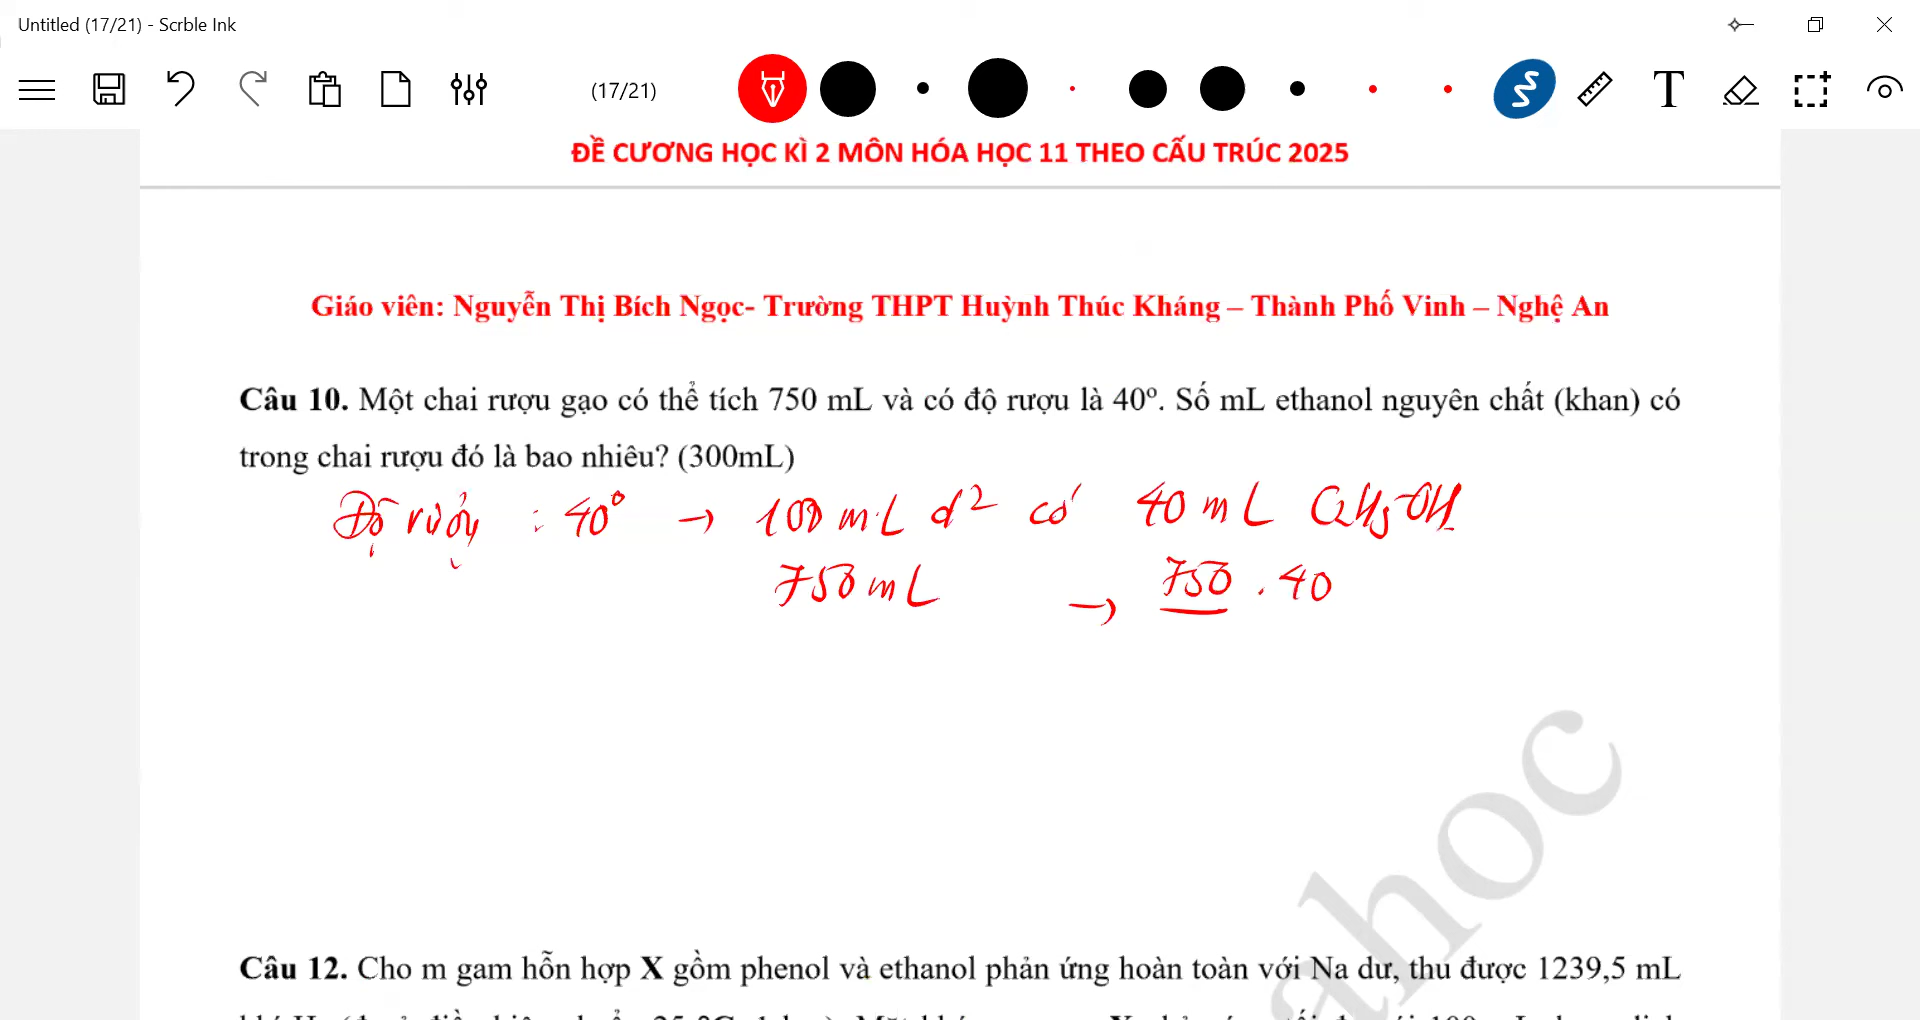 Untitled (17/21) - Scrble Ink
(17/21)
T
ĐỀ CƯƠNG HỌC KÌ 2 MÔN HÓA HỌC 11 THEO CẤU TRÚC 2025
Giáo viên: Nguyễn Thị Bích Ngọc- Trường THPT Huỳnh Thúc Kháng – Thành Phố Vinh – Nghệ An
Câu 10. Một chai rượu gạo có thể tích 750 mL và có độ rượu là 40º. Số mL ethanol nguyên chất (khan) có
trong chai rượu đó là bao nhiêu? (300mL)
Độ rượu : 40° → 100 mL d² có 40 mL C₂H₅OH
750 mL → 750 . 40
ahoc
Câu 12. Cho m gam hỗn hợp X gồm phenol và ethanol phản ứng hoàn toàn với Na dư, thu được 1239,5 mL